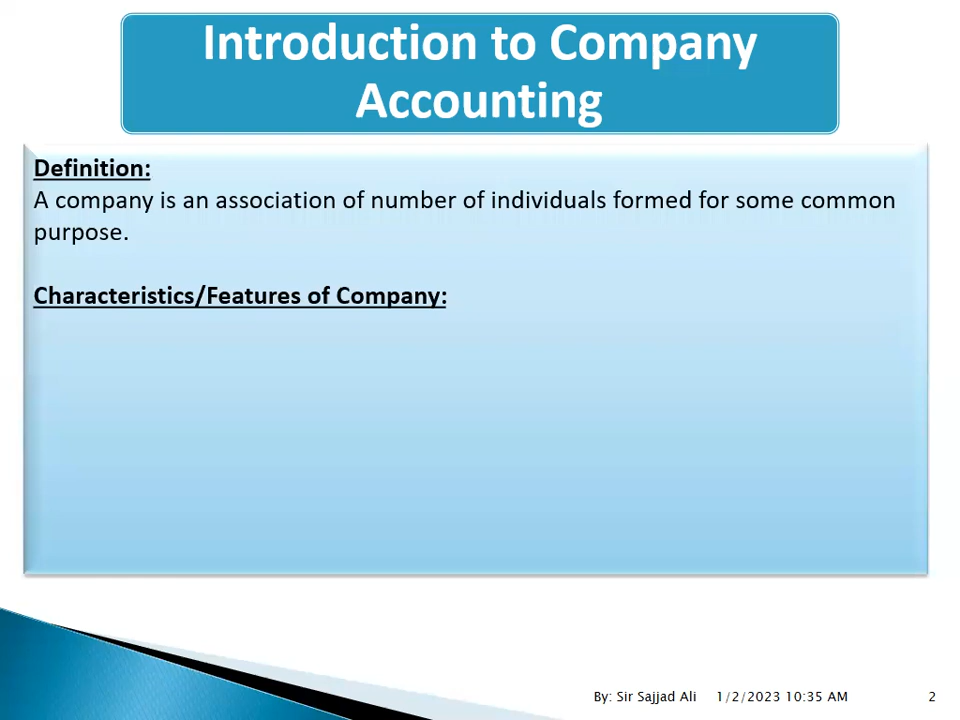 Introduction to Company
Accounting
Definition:
A company is an association of number of individuals formed for some common
purpose.
Characteristics/Features of Company:
By: Sir Sajjad Ali 1/2/2023 10:35 AM 2